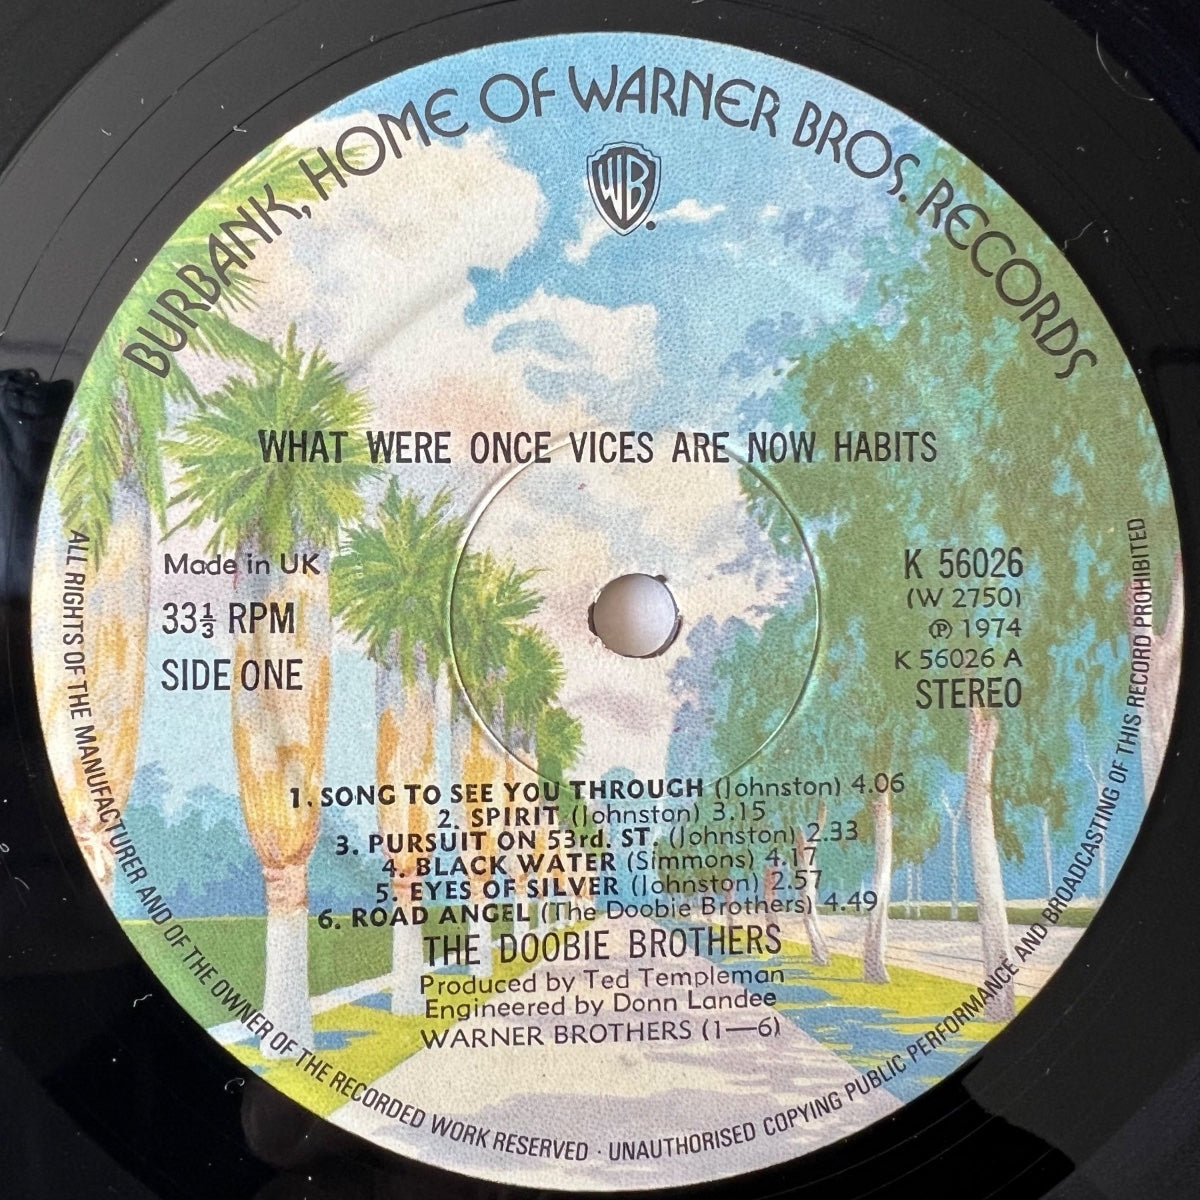 BURBANK, HOME OF WARNER BROS. RECORDS
WB
WHAT WERE ONCE VICES ARE NOW HABITS
Made in UK
33⅓ RPM
SIDE ONE
K 56026
(W 2750)
℗ 1974
K 56026 A
STEREO
1. SONG TO SEE YOU THROUGH (Johnston) 4.06
2. SPIRIT (Johnston) 3.15
3. PURSUIT ON 53rd. ST. (Johnston) 2.33
4. BLACK WATER (Simmons) 4.17
5. EYES OF SILVER (Johnston) 2.57
6. ROAD ANGEL (The Doobie Brothers) 4.49
THE DOOBIE BROTHERS
Produced by Ted Templeman
Engineered by Donn Landee
WARNER BROTHERS (1—6)
ALL RIGHTS OF THE MANUFACTURER AND OF THE OWNER OF THE RECORDED WORK RESERVED · UNAUTHORISED COPYING PUBLIC PERFORMANCE AND BROADCASTING OF THIS RECORD PROHIBITED